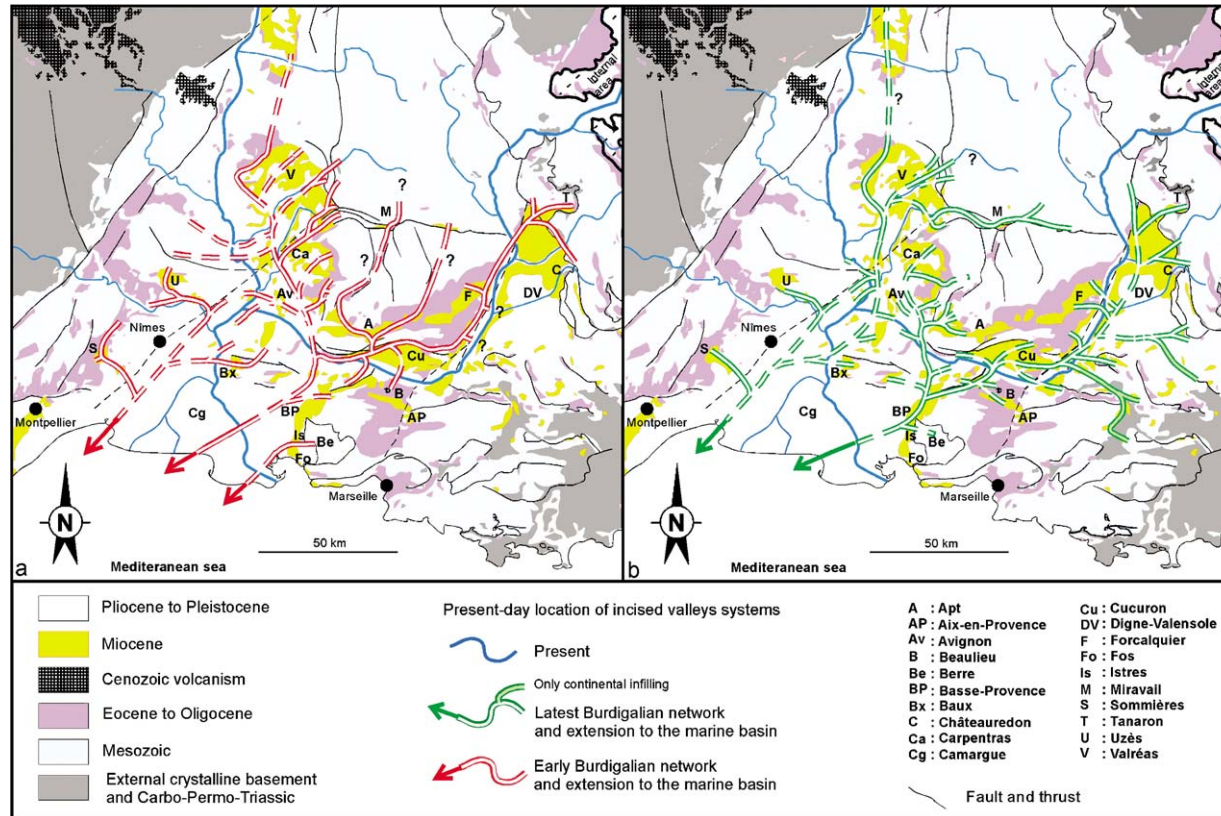 Internal
area
V
T
?
M
Ca
?
?
U
C
Av
F
DV
Nîmes
A
S
Cu
?
Bx
B
Cg
BP
AP
Montpellier
Is
Be
Fo
Marseille
N
50 km
a
Mediteranean sea
Internal
area
?
V
?
T
M
Ca
U
C
Av
F
DV
Nîmes
A
S
Cu
Bx
B
Cg
BP
AP
Montpellier
Is
Be
Fo
Marseille
N
50 km
b
Mediteranean sea
Pliocene to Pleistocene
Miocene
Cenozoic volcanism
Eocene to Oligocene
Mesozoic
External crystalline basement
and Carbo-Permo-Triassic
Present-day location of incised valleys systems
Present
Only continental infilling
Latest Burdigalian network
and extension to the marine basin
Early Burdigalian network
and extension to the marine basin
A : Apt
AP : Aix-en-Provence
Av : Avignon
B : Beaulieu
Be : Berre
BP : Basse-Provence
Bx : Baux
C : Châteauredon
Ca : Carpentras
Cg : Camargue
Cu : Cucuron
DV : Digne-Valensole
F : Forcalquier
Fo : Fos
Is : Istres
M : Miravail
S : Sommières
T : Tanaron
U : Uzès
V : Valréas
Fault and thrust